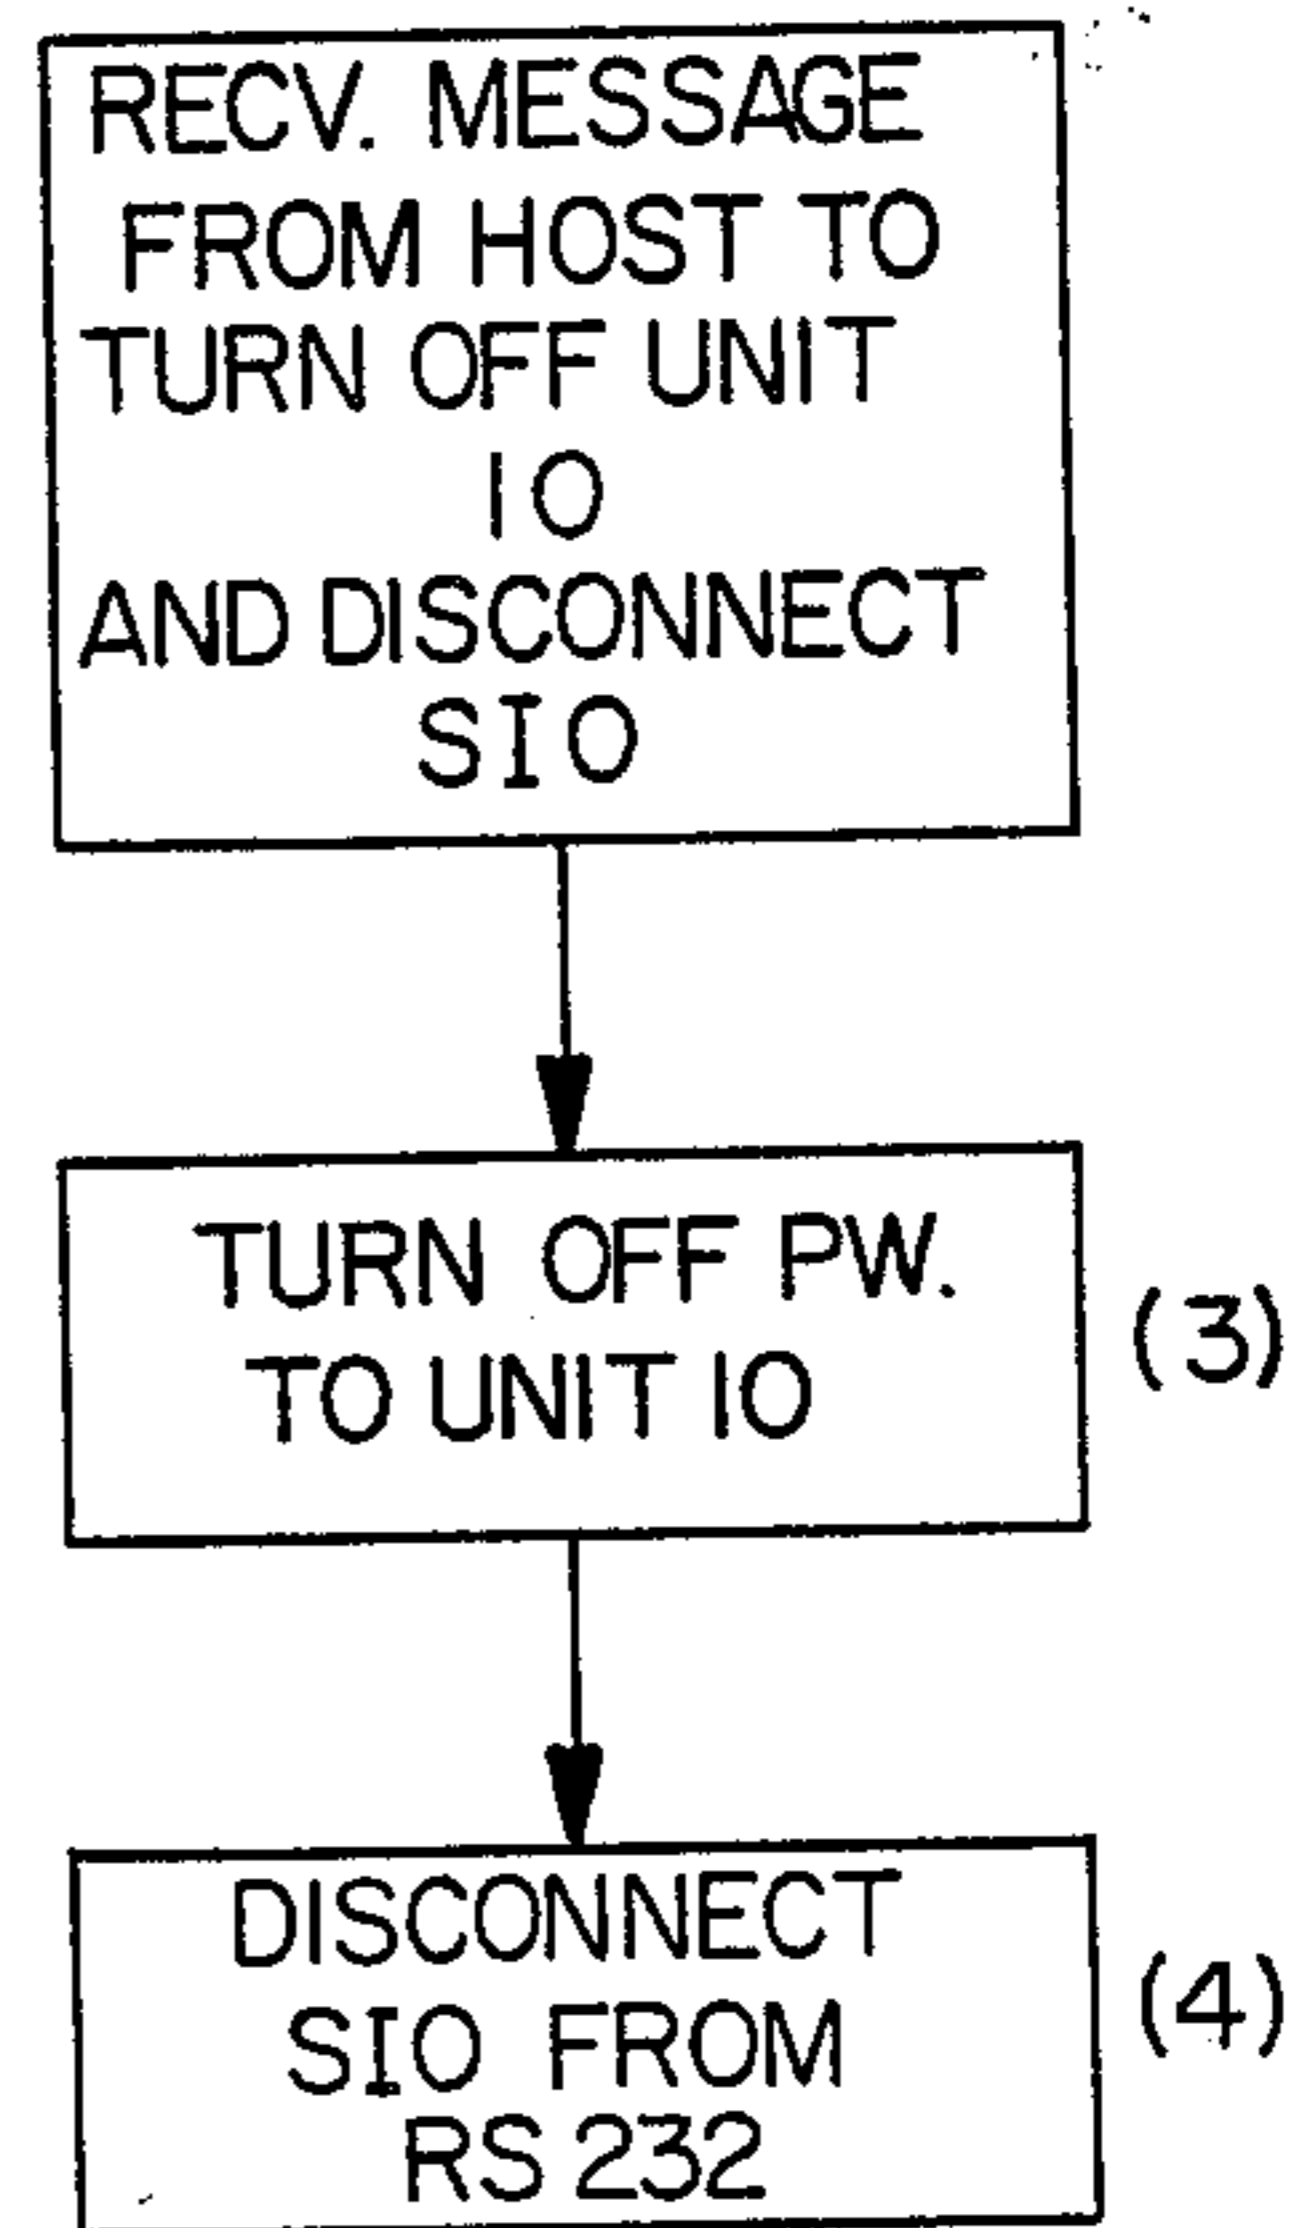 RECV. MESSAGE
FROM HOST TO
TURN OFF UNIT
10
AND DISCONNECT
SIO
TURN OFF PW.
TO UNIT 10
(3)
DISCONNECT
SIO FROM
RS 232
(4)